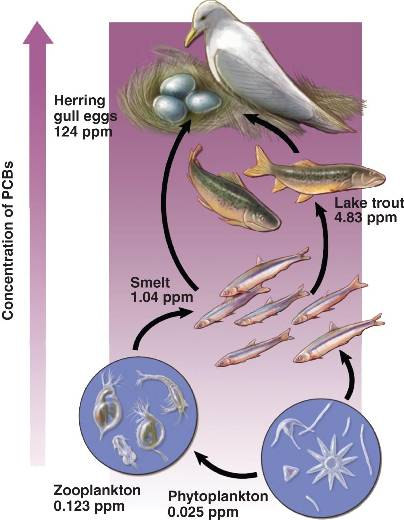 Concentration of PCBs
Herring
gull eggs
124 ppm
Lake trout
4.83 ppm
Smelt
1.04 ppm
Zooplankton
0.123 ppm
Phytoplankton
0.025 ppm